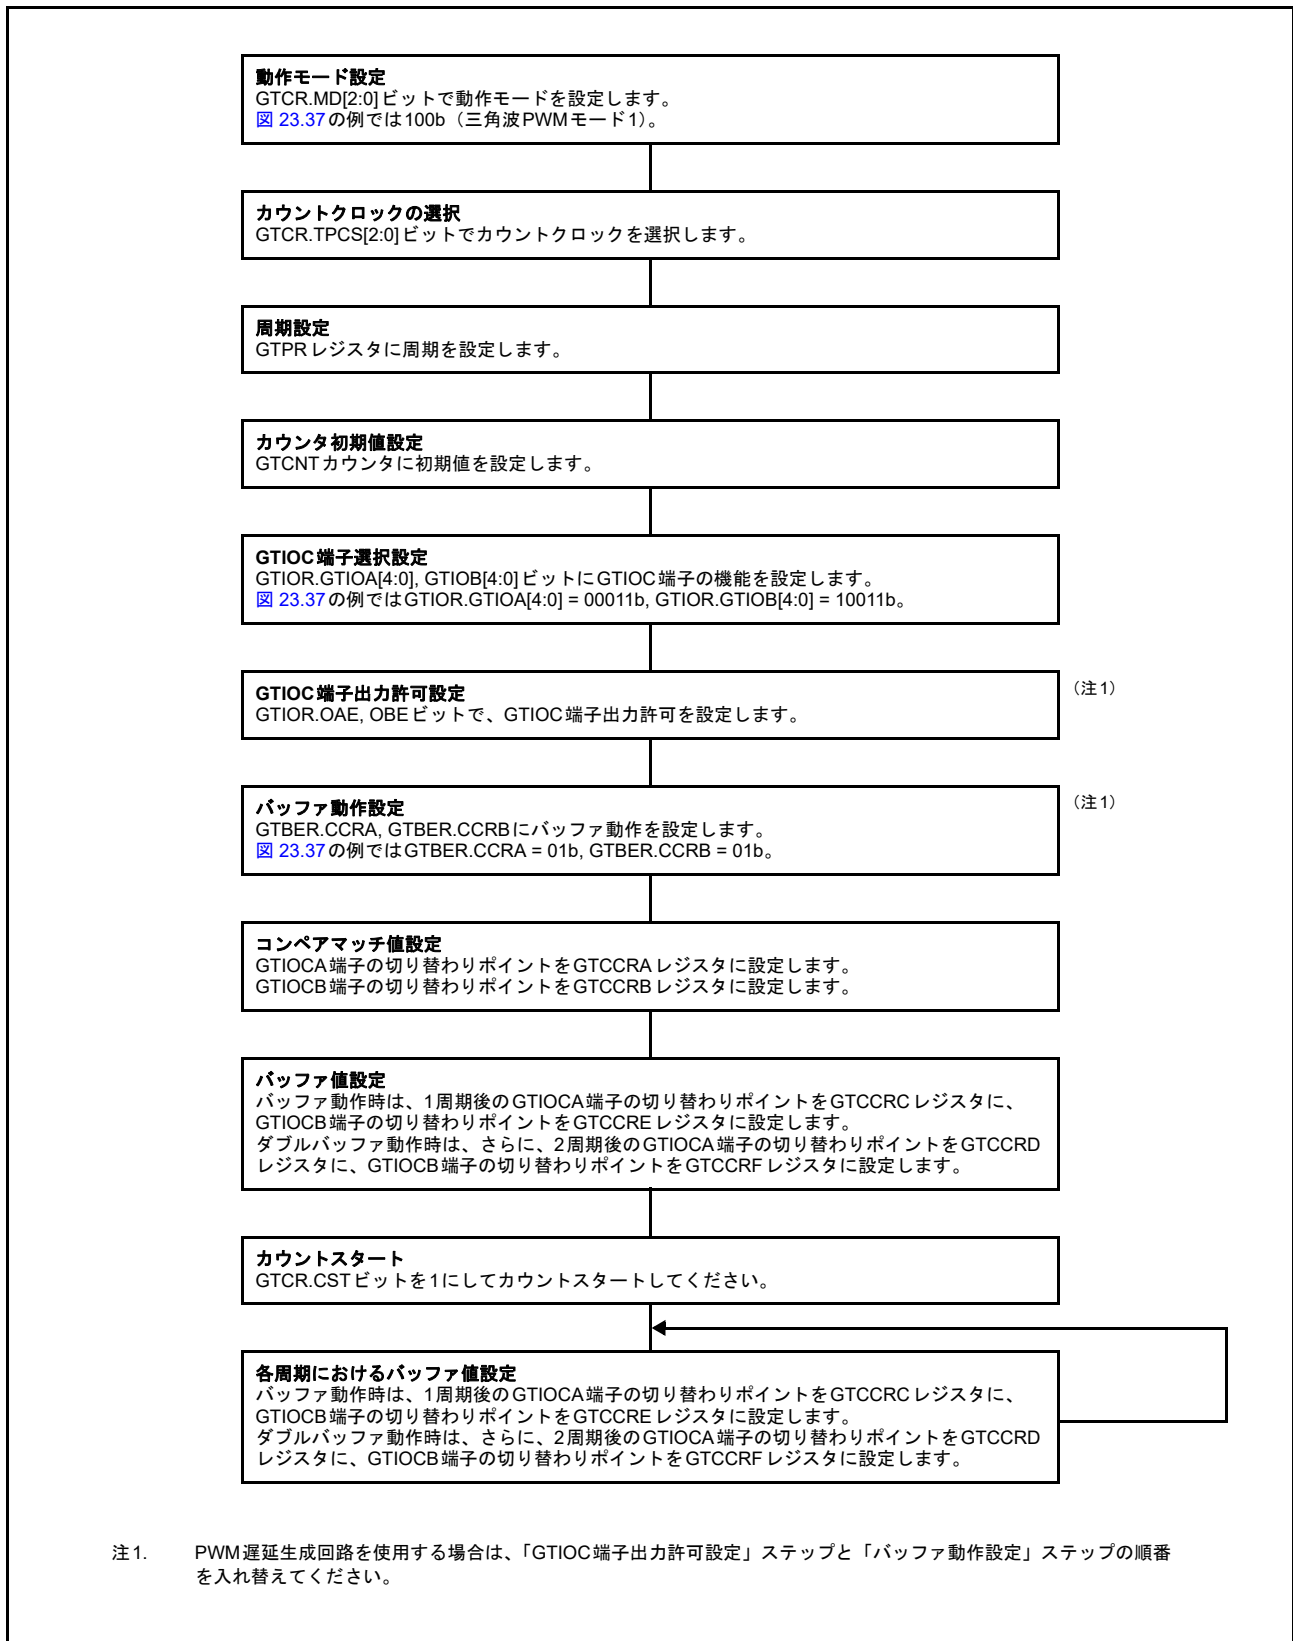 動作モード設定
GTCR.MD[2:0]ビットで動作モードを設定します。
図 23.37の例では100b（三角波PWMモード1）。
カウントクロックの選択
GTCR.TPCS[2:0]ビットでカウントクロックを選択します。
周期設定
GTPRレジスタに周期を設定します。
カウンタ初期値設定
GTCNTカウンタに初期値を設定します。
GTIOC端子選択設定
GTIOR.GTIOA[4:0], GTIOB[4:0]ビットにGTIOC端子の機能を設定します。
図 23.37の例ではGTIOR.GTIOA[4:0] = 00011b, GTIOR.GTIOB[4:0] = 10011b。
GTIOC端子出力許可設定
GTIOR.OAE, OBEビットで、GTIOC端子出力許可を設定します。
（注1）
バッファ動作設定
GTBER.CCRA, GTBER.CCRBにバッファ動作を設定します。
図 23.37の例ではGTBER.CCRA = 01b, GTBER.CCRB = 01b。
（注1）
コンペアマッチ値設定
GTIOCA端子の切り替わりポイントをGTCCRAレジスタに設定します。
GTIOCB端子の切り替わりポイントをGTCCRBレジスタに設定します。
バッファ値設定
バッファ動作時は、1周期後のGTIOCA端子の切り替わりポイントをGTCCRCレジスタに、
GTIOCB端子の切り替わりポイントをGTCCREレジスタに設定します。
ダブルバッファ動作時は、さらに、2周期後のGTIOCA端子の切り替わりポイントをGTCCRD
レジスタに、GTIOCB端子の切り替わりポイントをGTCCRFレジスタに設定します。
カウントスタート
GTCR.CSTビットを1にしてカウントスタートしてください。
各周期におけるバッファ値設定
バッファ動作時は、1周期後のGTIOCA端子の切り替わりポイントをGTCCRCレジスタに、
GTIOCB端子の切り替わりポイントをGTCCREレジスタに設定します。
ダブルバッファ動作時は、さらに、2周期後のGTIOCA端子の切り替わりポイントをGTCCRD
レジスタに、GTIOCB端子の切り替わりポイントをGTCCRFレジスタに設定します。
注1. PWM遅延生成回路を使用する場合は、「GTIOC端子出力許可設定」ステップと「バッファ動作設定」ステップの順番
を入れ替えてください。